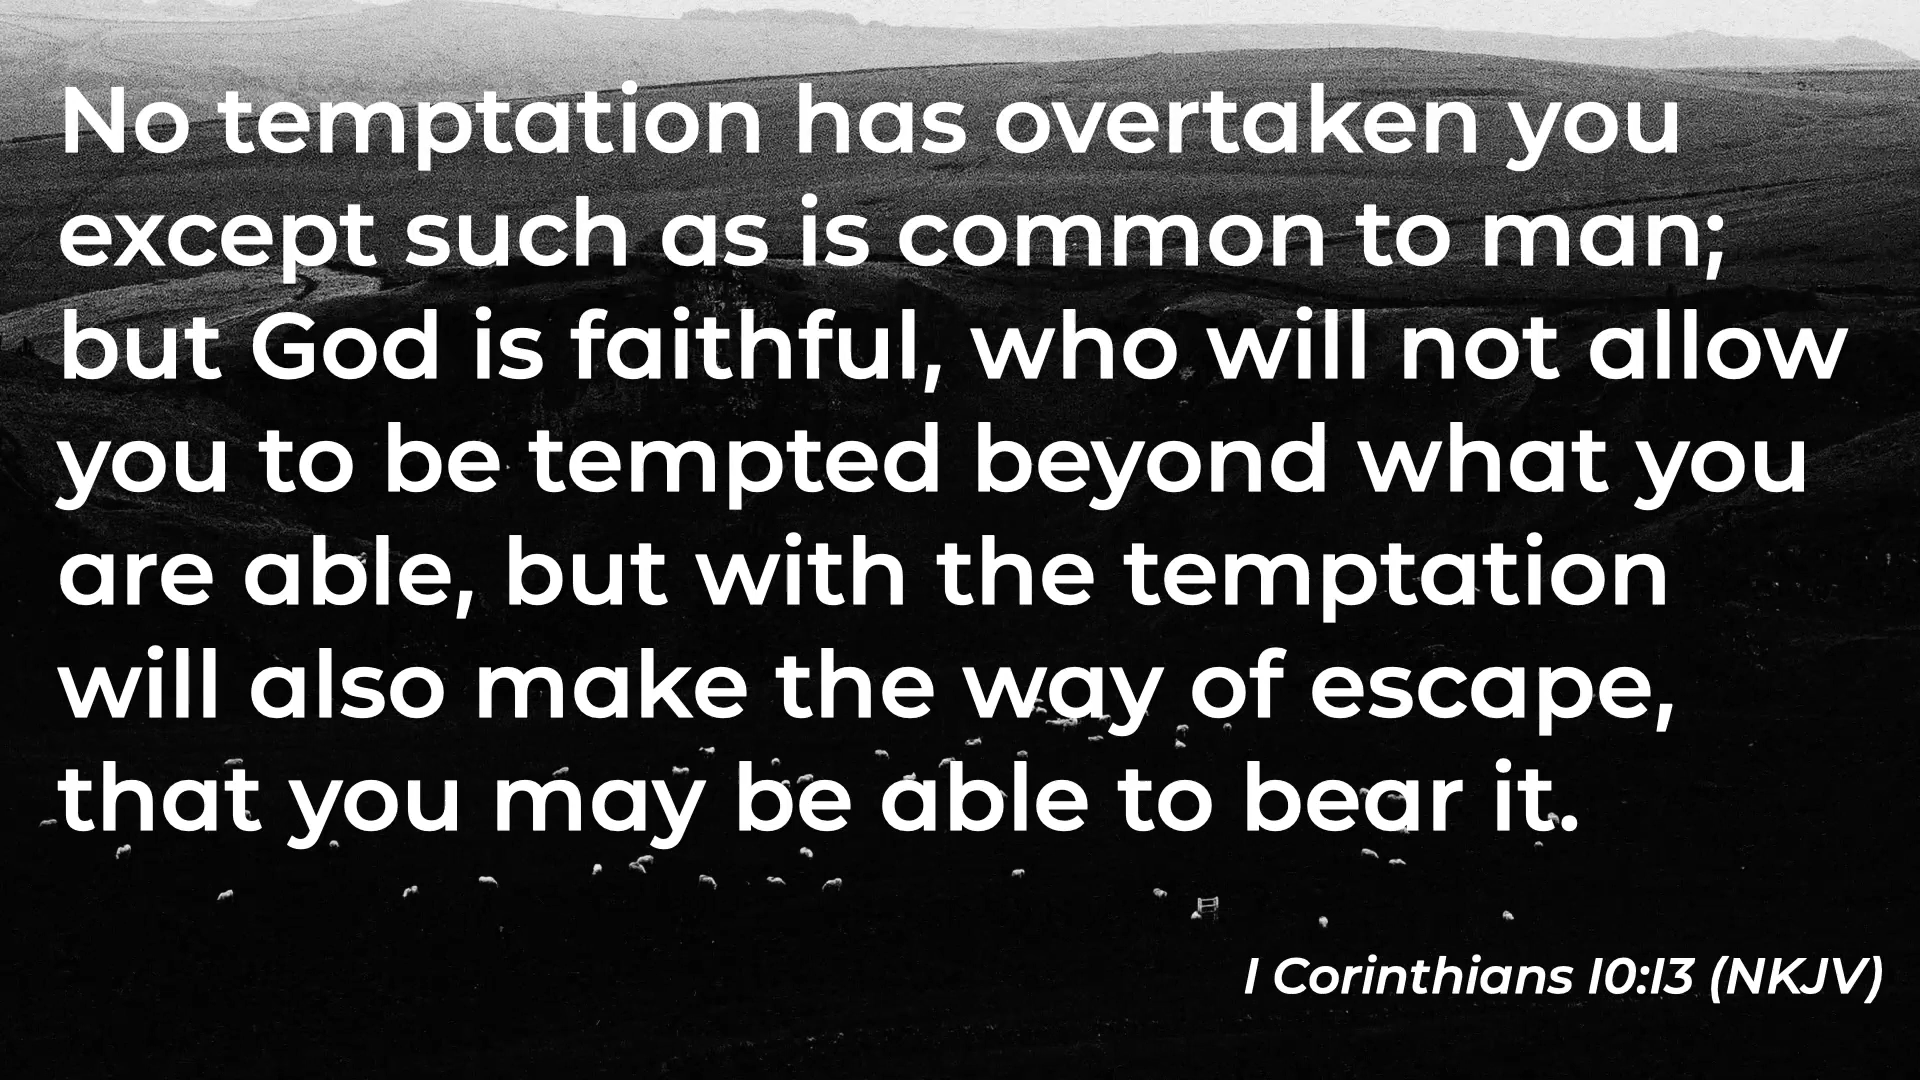 No temptation has overtaken you
except such as is common to man;
but God is faithful, who will not allow
you to be tempted beyond what you
are able, but with the temptation
will also make the way of escape,
that you may be able to bear it.
1 Corinthians 10:13 (NKJV)